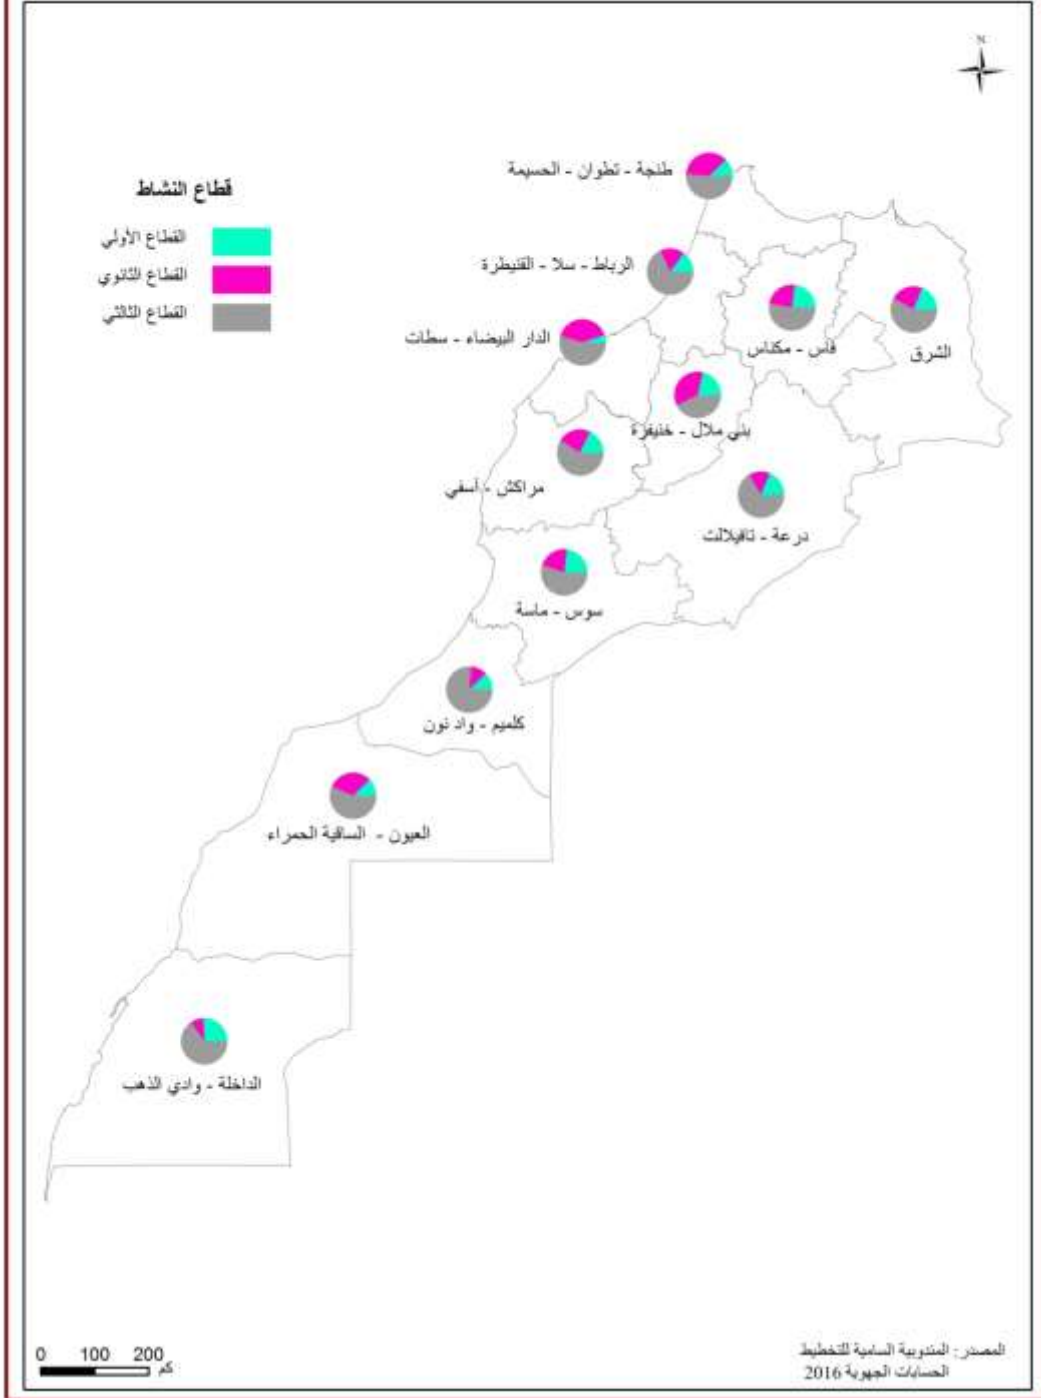 N
طنجة - تطوان - الحسيمة
قطاع النشاط
القطاع الأولي
القطاع الثانوي
القطاع الثالثي
الرباط - سلا - القنيطرة
الدار البيضاء - سطات
فاس - مكناس
الشرق
بني ملال - خنيفرة
مراكش - أسفي
درعة - تافيلالت
سوس - ماسة
كلميم - واد نون
العيون - الساقية الحمراء
الداخلة - وادي الذهب
المصدر: المندوبية السامية للتخطيط
الحسابات الجهوية 2016
0 100 200
كم